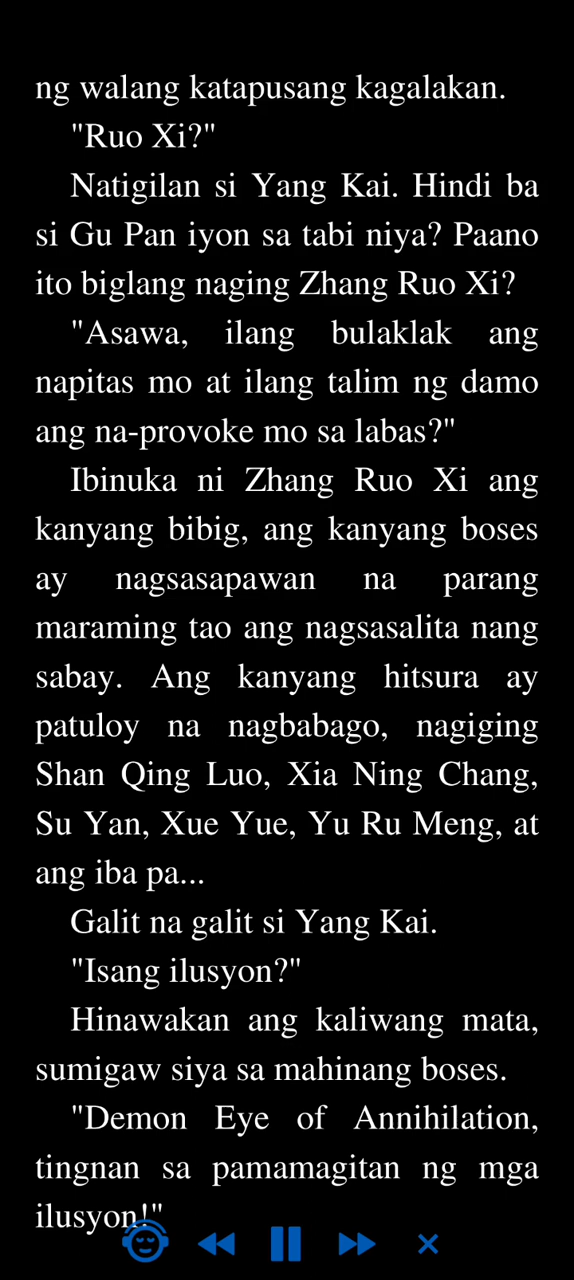 ng walang katapusang kagalakan.
"Ruo Xi?"
Natigilan si Yang Kai. Hindi ba
si Gu Pan iyon sa tabi niya? Paano
ito biglang naging Zhang Ruo Xi?
"Asawa, ilang bulaklak ang
napitas mo at ilang talim ng damo
ang na-provoke mo sa labas?"
Ibinuka ni Zhang Ruo Xi ang
kanyang bibig, ang kanyang boses
ay nagsasapawan na parang
maraming tao ang nagsasalita nang
sabay. Ang kanyang hitsura ay
patuloy na nagbabago, nagiging
Shan Qing Luo, Xia Ning Chang,
Su Yan, Xue Yue, Yu Ru Meng, at
ang iba pa...
Galit na galit si Yang Kai.
"Isang ilusyon?"
Hinawakan ang kaliwang mata,
sumigaw siya sa mahinang boses.
"Demon Eye of Annihilation,
tingnan sa pamamagitan ng mga
ilusyon!"